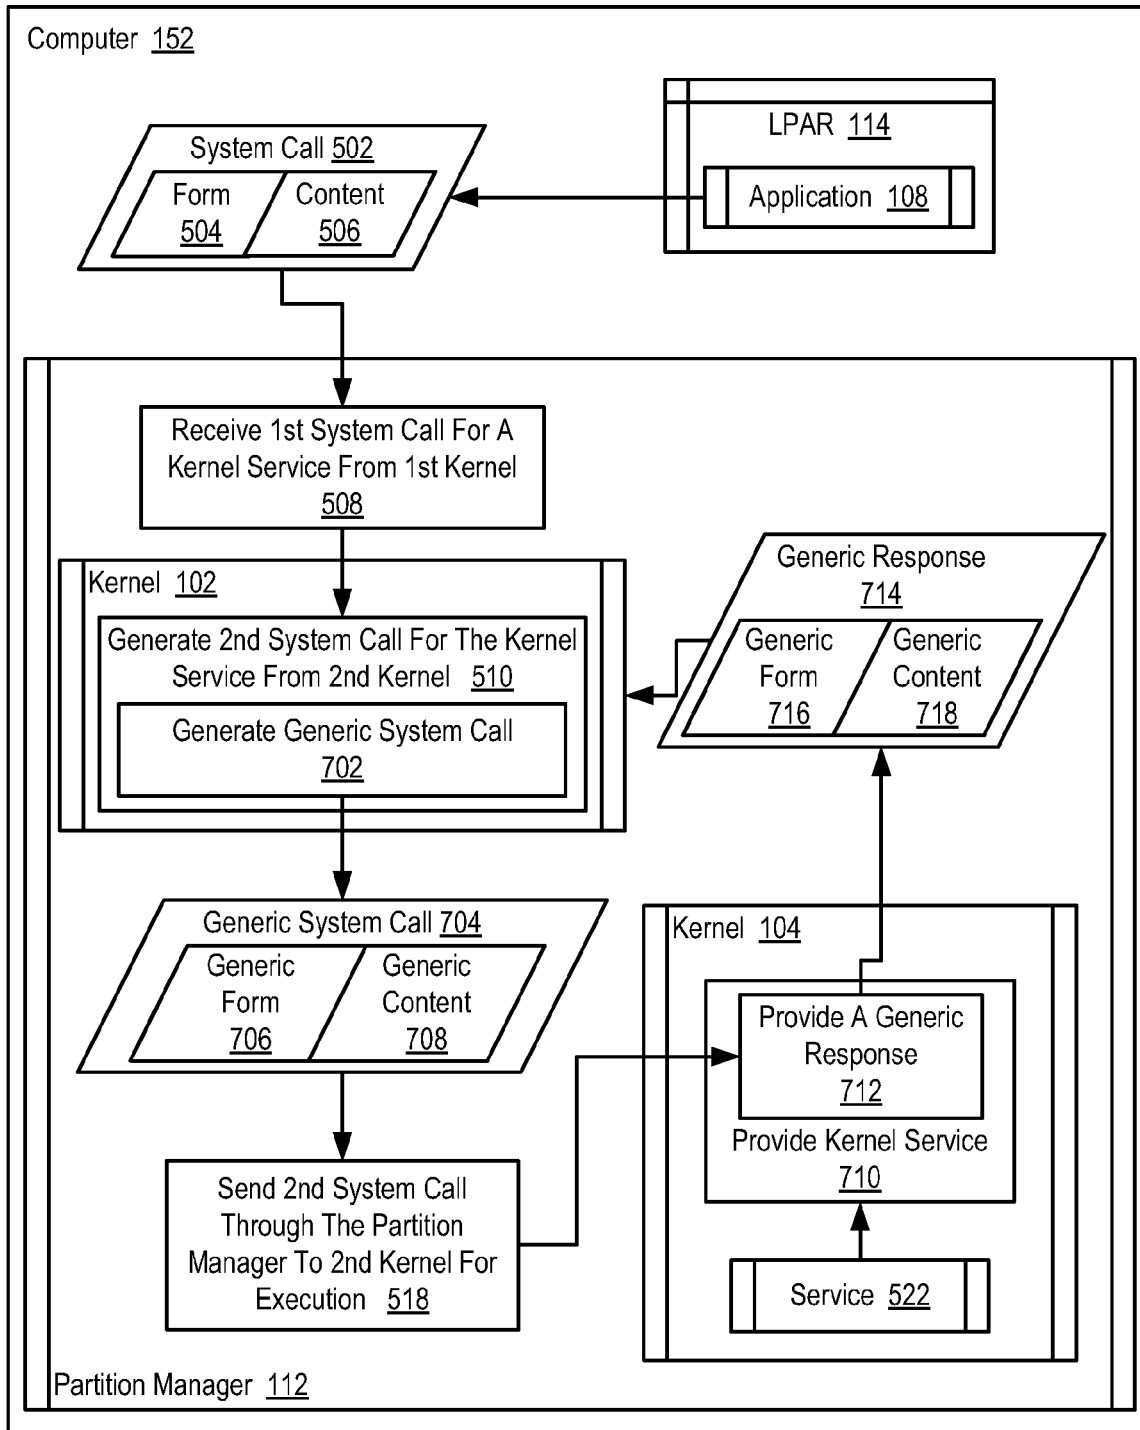 Computer 152
LPAR 114
Application 108
System Call 502
Form
504
Content
506
Receive 1st System Call For A
Kernel Service From 1st Kernel
508
Kernel 102
Generate 2nd System Call For The Kernel
Service From 2nd Kernel 510
Generate Generic System Call
702
Generic Response
714
Generic
Form
716
Generic
Content
718
Generic System Call 704
Generic
Form
706
Generic
Content
708
Kernel 104
Provide A Generic
Response
712
Provide Kernel Service
710
Send 2nd System Call
Through The Partition
Manager To 2nd Kernel For
Execution 518
Service 522
Partition Manager 112